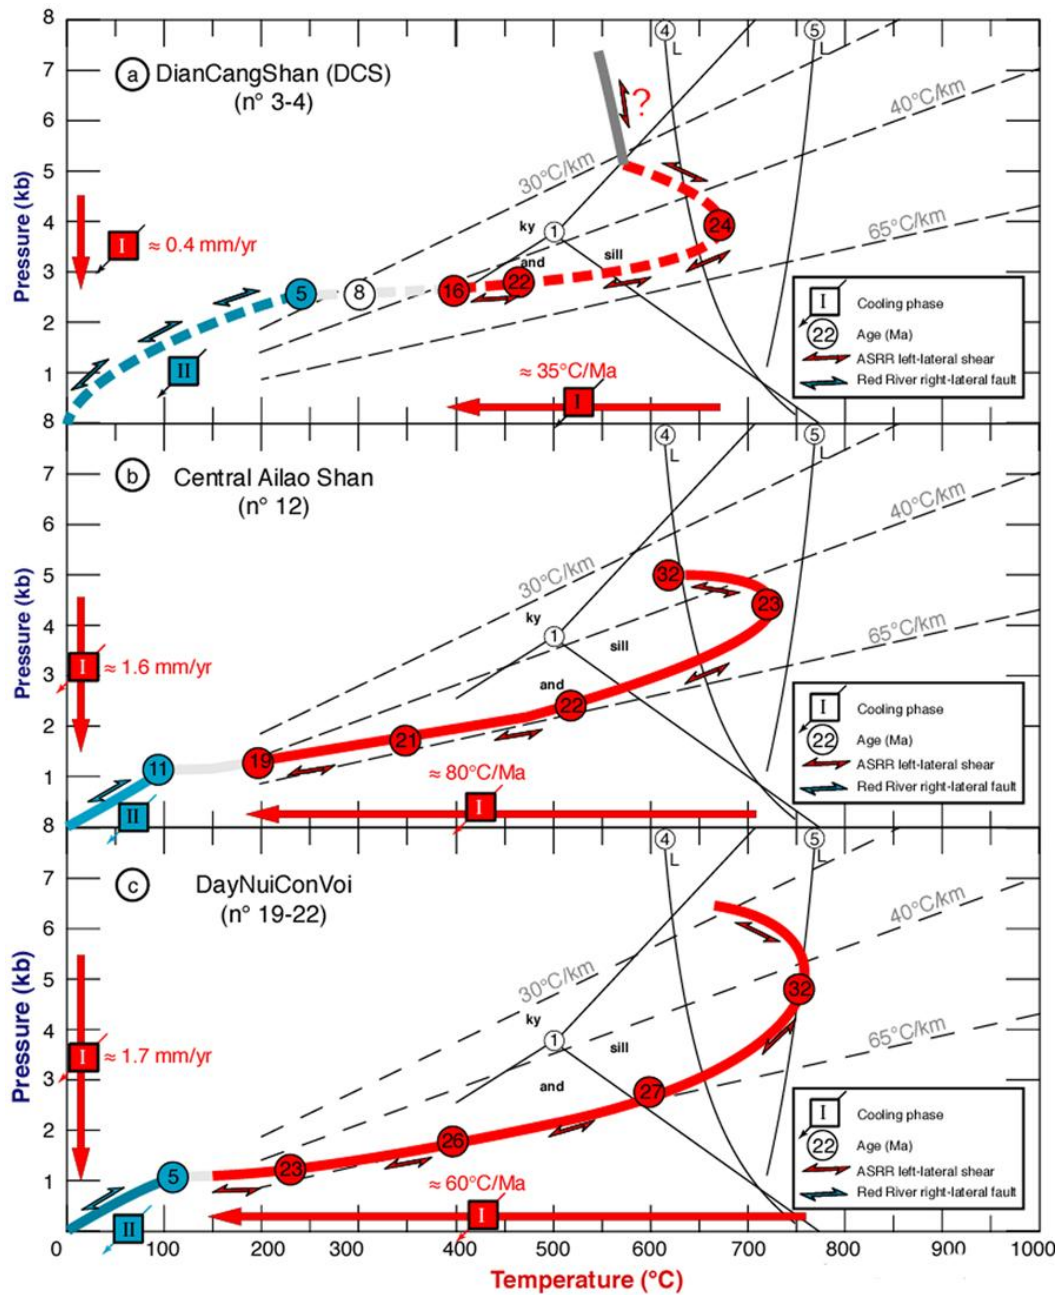 8
a DianCangShan (DCS)
(n° 3-4)
4 L
5 L
7
6
5
4
3
2
1
Pressure (kb)
30°C/km
40°C/km
65°C/km
?
I ≈ 0.4 mm/yr
ky
1
and
sill
24
22
16
8
5
II
≈ 35°C/Ma
I
I Cooling phase
22 Age (Ma)
ASRR left-lateral shear
Red River right-lateral fault
8
b Central Ailao Shan
(n° 12)
4 L
5 L
7
6
5
4
3
2
1
Pressure (kb)
30°C/km
40°C/km
65°C/km
I ≈ 1.6 mm/yr
ky
1
and
sill
32
23
22
21
19
11
II
≈ 80°C/Ma
I
I Cooling phase
22 Age (Ma)
ASRR left-lateral shear
Red River right-lateral fault
8
c DayNuiConVoi
(n° 19-22)
4 L
5 L
7
6
5
4
3
2
1
Pressure (kb)
30°C/km
40°C/km
65°C/km
I ≈ 1.7 mm/yr
ky
1
and
sill
32
27
26
23
5
II
≈ 60°C/Ma
I
I Cooling phase
22 Age (Ma)
ASRR left-lateral shear
Red River right-lateral fault
0 100 200 300 400 500 600 700 800 900 1000
Temperature (°C)